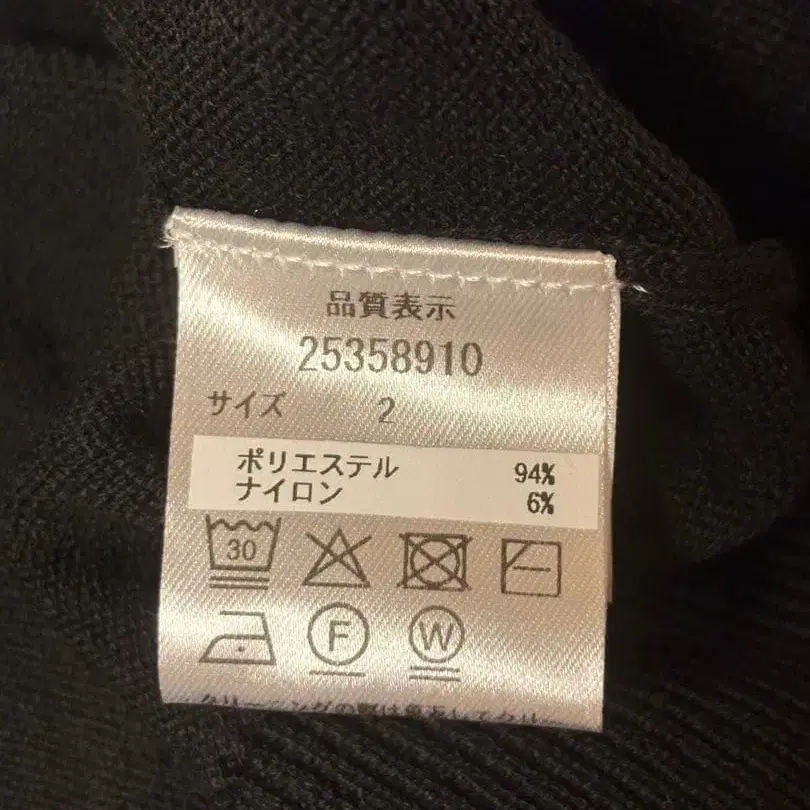 品質表示
25358910
サイズ 2
ポリエステル 94%
ナイロン 6%
30
F W